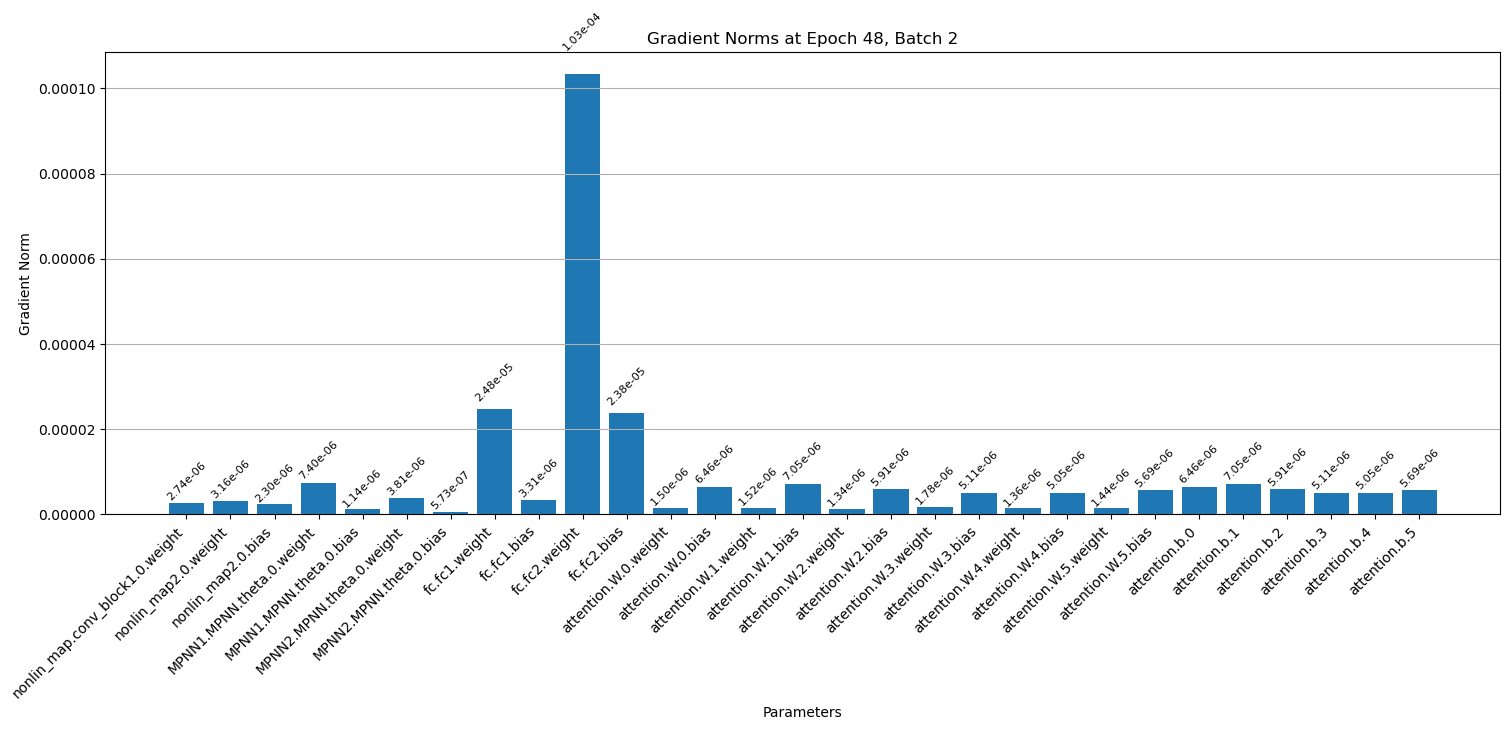 Gradient Norms at Epoch 48, Batch 2
Gradient Norm
0.00010
0.00008
0.00006
0.00004
0.00002
0.00000
2.74e-06
3.16e-06
2.30e-06
7.40e-06
1.14e-06
3.81e-06
5.73e-07
2.48e-05
3.31e-06
1.03e-04
2.38e-05
1.50e-06
6.46e-06
1.52e-06
7.05e-06
1.34e-06
5.91e-06
1.78e-06
5.11e-06
1.36e-06
5.05e-06
1.44e-06
5.69e-06
6.46e-06
7.05e-06
5.91e-06
5.11e-06
5.05e-06
5.69e-06
nonlin_map.conv_block1.0.weight
nonlin_map2.0.weight
nonlin_map2.0.bias
MPNN1.MPNN.theta.0.weight
MPNN1.MPNN.theta.0.bias
MPNN2.MPNN.theta.0.weight
MPNN2.MPNN.theta.0.bias
fc.fc1.weight
fc.fc1.bias
fc.fc2.weight
fc.fc2.bias
attention.W.0.weight
attention.W.0.bias
attention.W.1.weight
attention.W.1.bias
attention.W.2.weight
attention.W.2.bias
attention.W.3.weight
attention.W.3.bias
attention.W.4.weight
attention.W.4.bias
attention.W.5.weight
attention.W.5.bias
attention.b.0
attention.b.1
attention.b.2
attention.b.3
attention.b.4
attention.b.5
Parameters